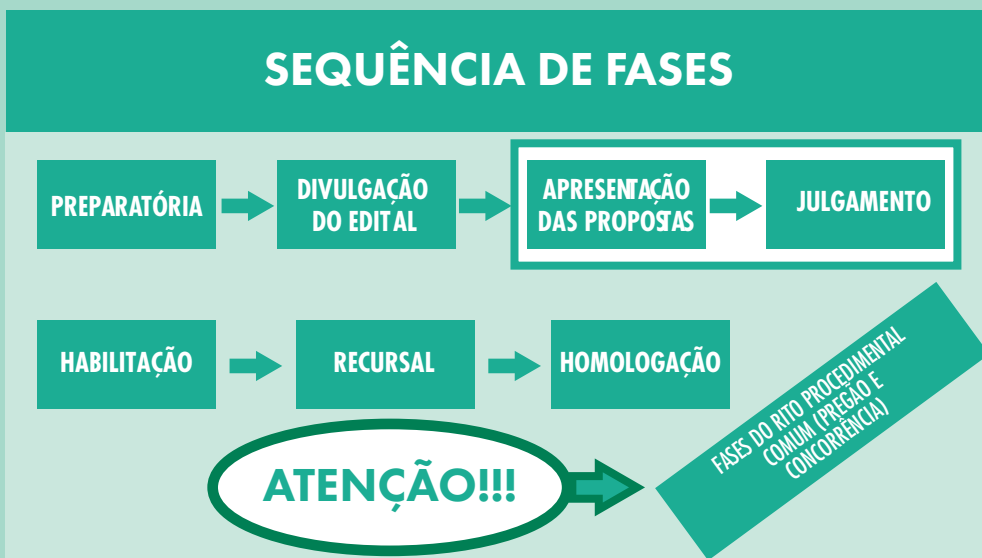 SEQUÊNCIA DE FASES
PREPARATÓRIA
DIVULGAÇÃO
DO EDITAL
APRESENTAÇÃO
DAS PROPOSTAS
JULGAMENTO
HABILITAÇÃO
RECURSAL
HOMOLOGAÇÃO
ATENÇÃO!!!
FASES DO RITO PROCEDIMENTAL
COMUM (PREGÃO E
CONCORRÊNCIA)